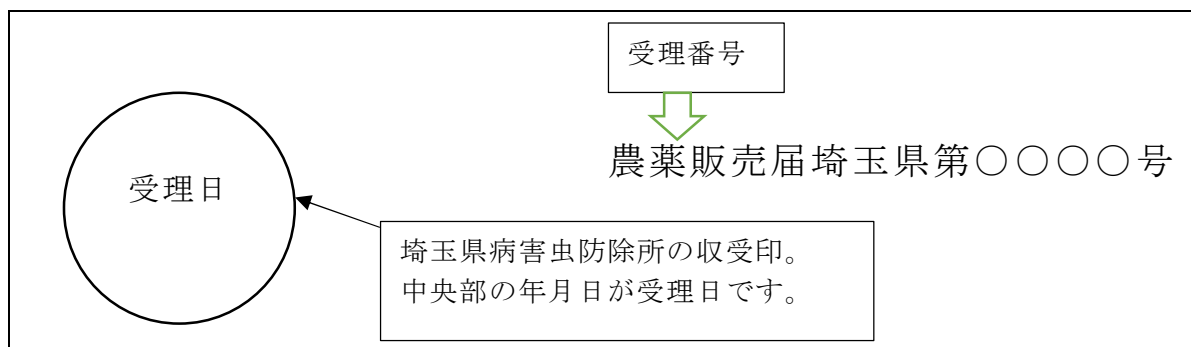 受理番号
農薬販売届埼玉県第○○○○号
受理日
埼玉県病害虫防除所の収受印。
中央部の年月日が受理日です。